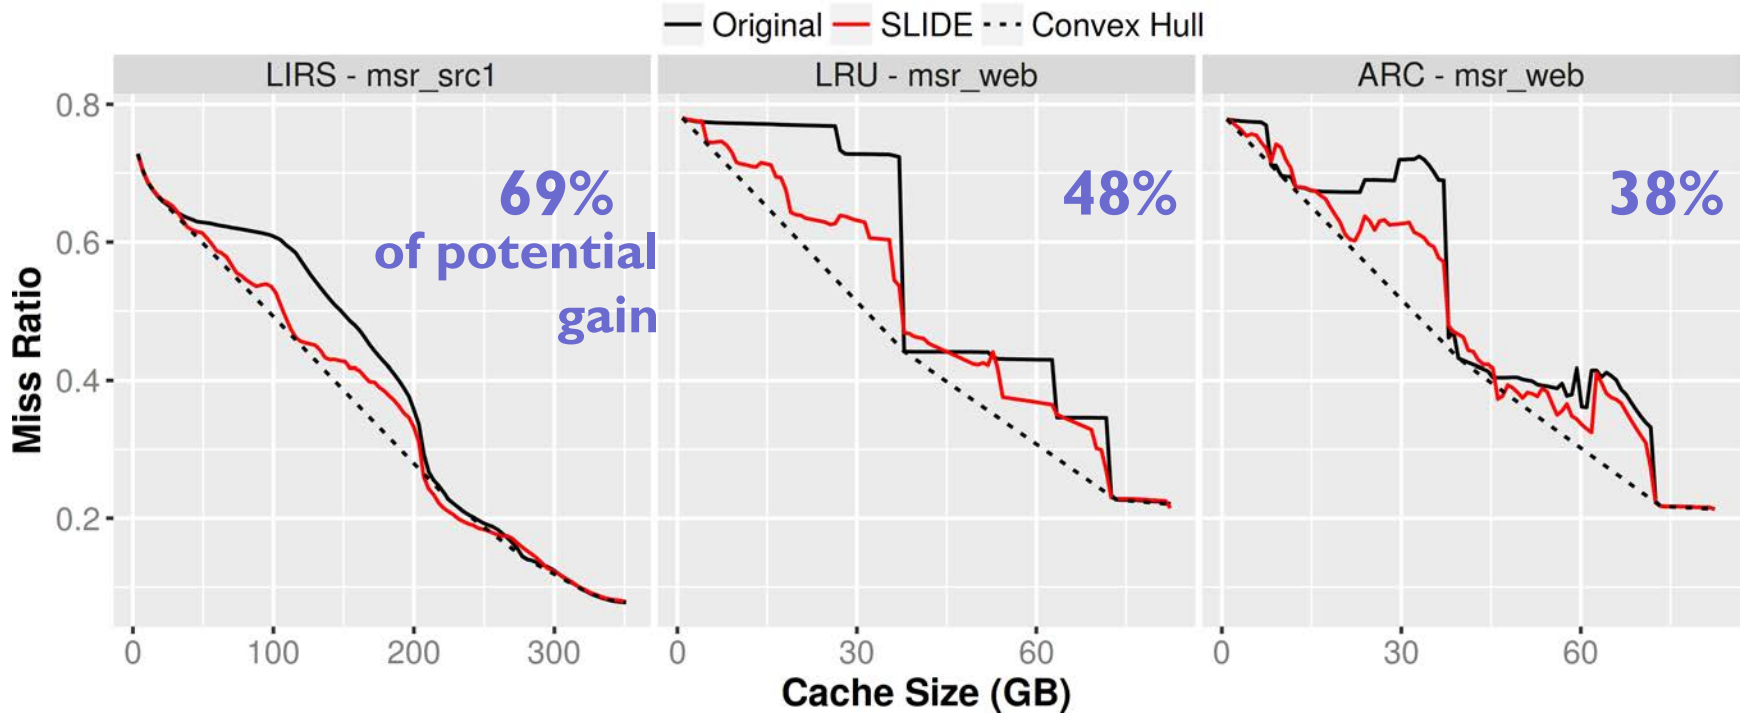 Original SLIDE Convex Hull
LIRS - msr_src1
LRU - msr_web
ARC - msr_web
Miss Ratio
0.8
0.6
0.4
0.2
69%
of potential
gain
48%
38%
0 100 200 300
0 30 60
0 30 60
Cache Size (GB)